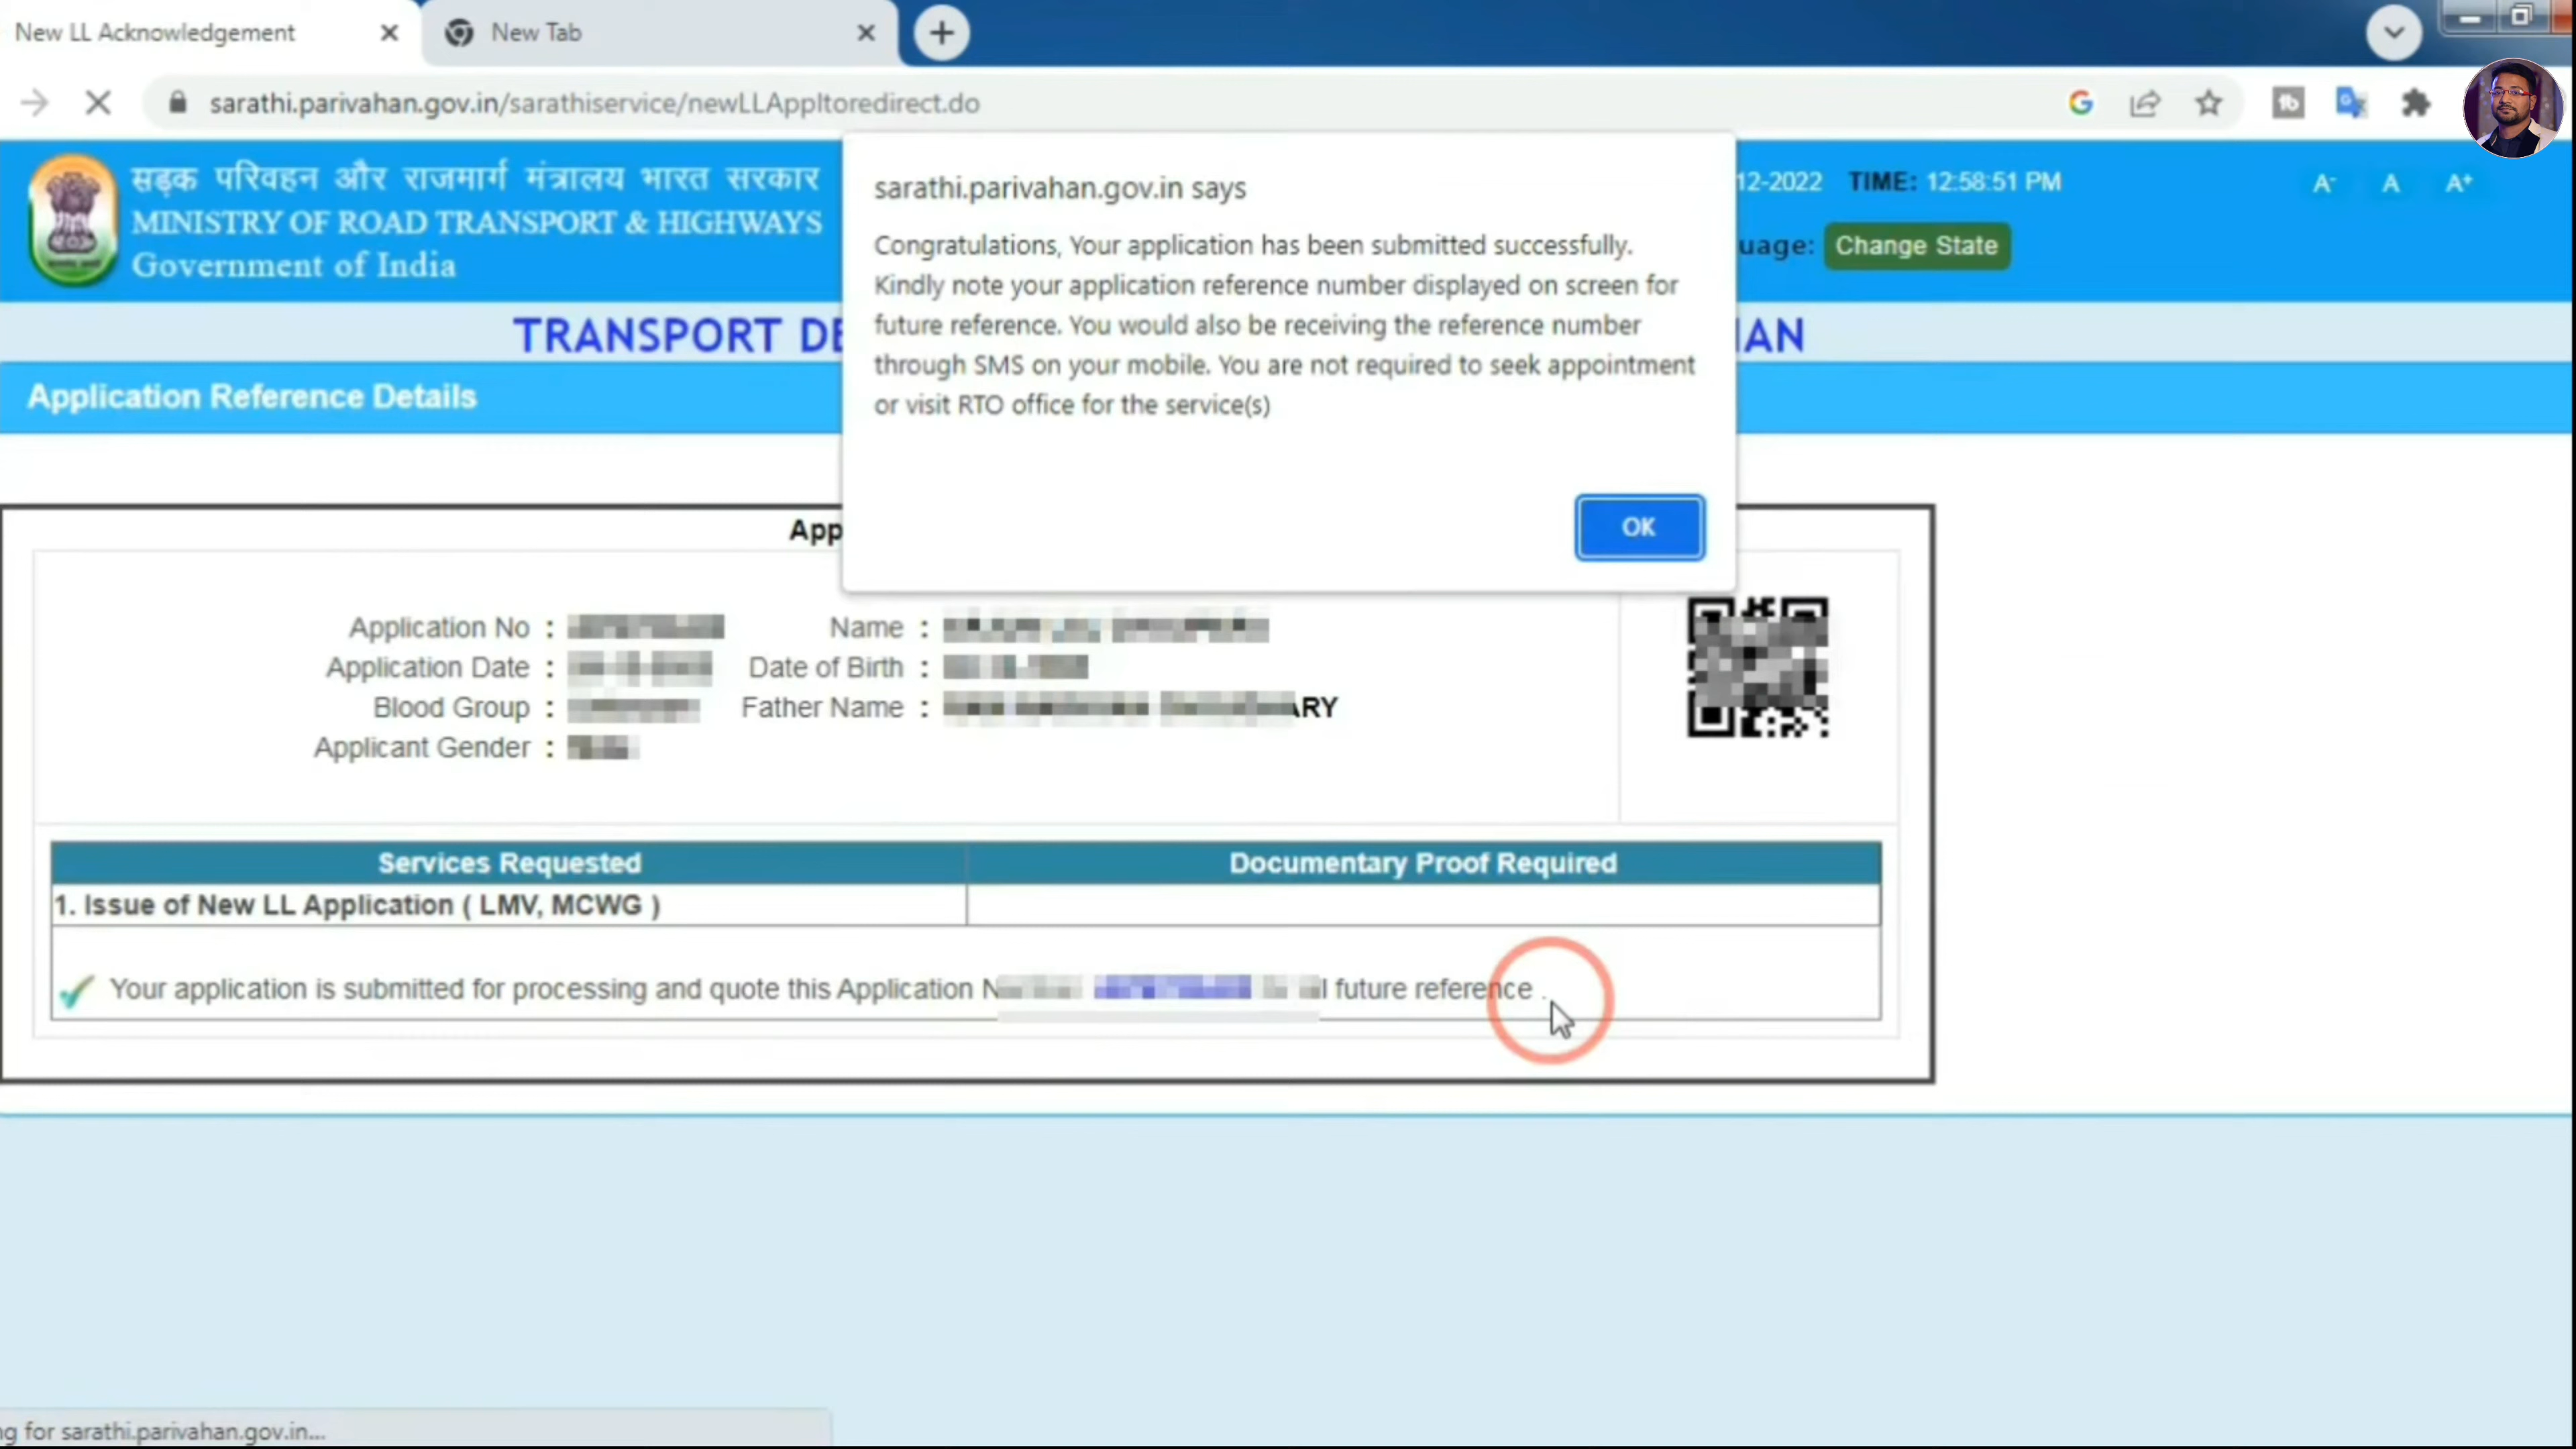 New LL Acknowledgement
New Tab
sarathi.parivahan.gov.in/sarathiservice/newLLAppltoredirect.do
सड़क परिवहन और राजमार्ग मंत्रालय भारत सरकार
MINISTRY OF ROAD TRANSPORT & HIGHWAYS
Government of India
12-2022 TIME: 12:58:51 PM
A- A A+
uage: Change State
TRANSPORT DE
HAN
Application Reference Details
sarathi.parivahan.gov.in says
Congratulations, Your application has been submitted successfully.
Kindly note your application reference number displayed on screen for
future reference. You would also be receiving the reference number
through SMS on your mobile. You are not required to seek appointment
or visit RTO office for the service(s)
OK
App
Application No :
Name :
Application Date :
Date of Birth :
Blood Group :
Father Name : ARY
Applicant Gender :
Services Requested
Documentary Proof Required
1. Issue of New LL Application ( LMV, MCWG )
Your application is submitted for processing and quote this Application N l future reference .
ng for sarathi.parivahan.gov.in...